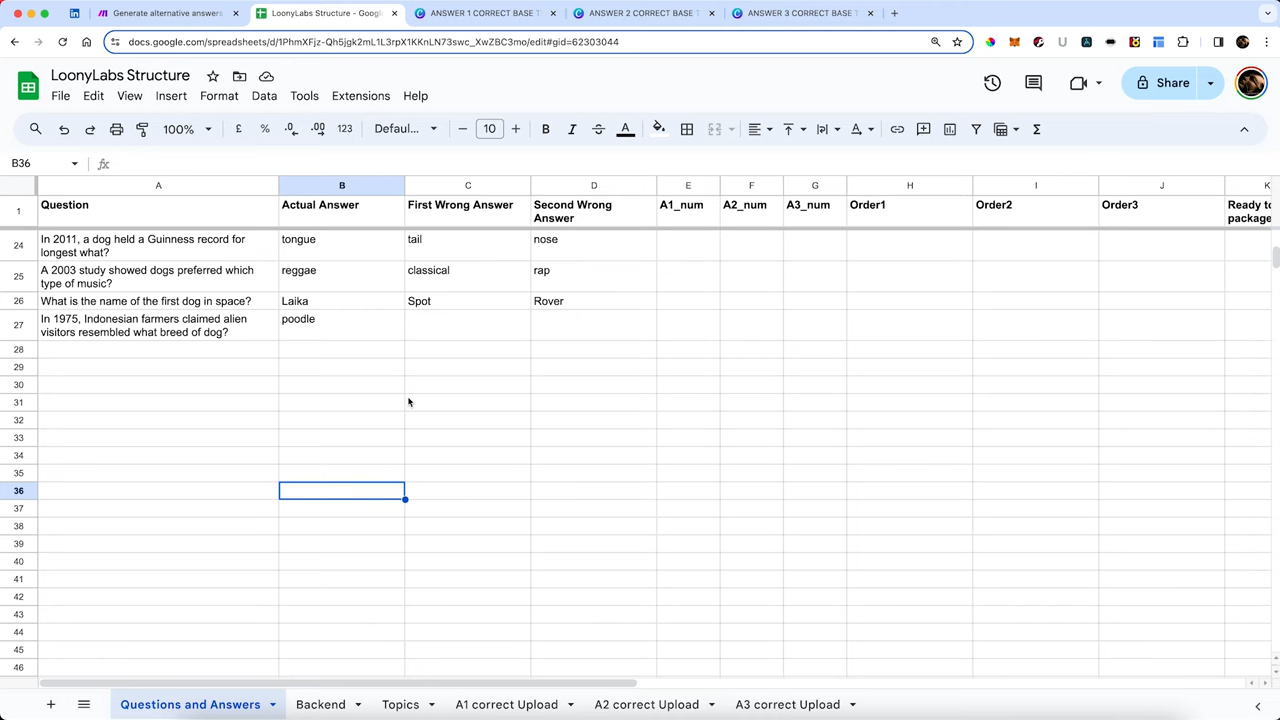 Generate alternative answers
LoonyLabs Structure - Goog
ANSWER 1 CORRECT BASE T
ANSWER 2 CORRECT BASE T
ANSWER 3 CORRECT BASE T
docs.google.com/spreadsheets/d/1PhmXFjz-Qh5jgk2mL1L3rpX1KKnLN73swc_XwZBC3mo/edit#gid=62303044
LoonyLabs Structure
File Edit View Insert Format Data Tools Extensions Help
Share
100% £ % .0 .00 123 Defaul... 10 B I S A Σ
B36 fx
A B C D E F G H I J K
1 Question Actual Answer First Wrong Answer Second Wrong Answer A1_num A2_num A3_num Order1 Order2 Order3 Ready to package
24 In 2011, a dog held a Guinness record for longest what? tongue tail nose
25 A 2003 study showed dogs preferred which type of music? reggae classical rap
26 What is the name of the first dog in space? Laika Spot Rover
27 In 1975, Indonesian farmers claimed alien visitors resembled what breed of dog? poodle
28
29
30
31
32
33
34
35
36
37
38
39
40
41
42
43
44
45
46
Questions and Answers Backend Topics A1 correct Upload A2 correct Upload A3 correct Upload